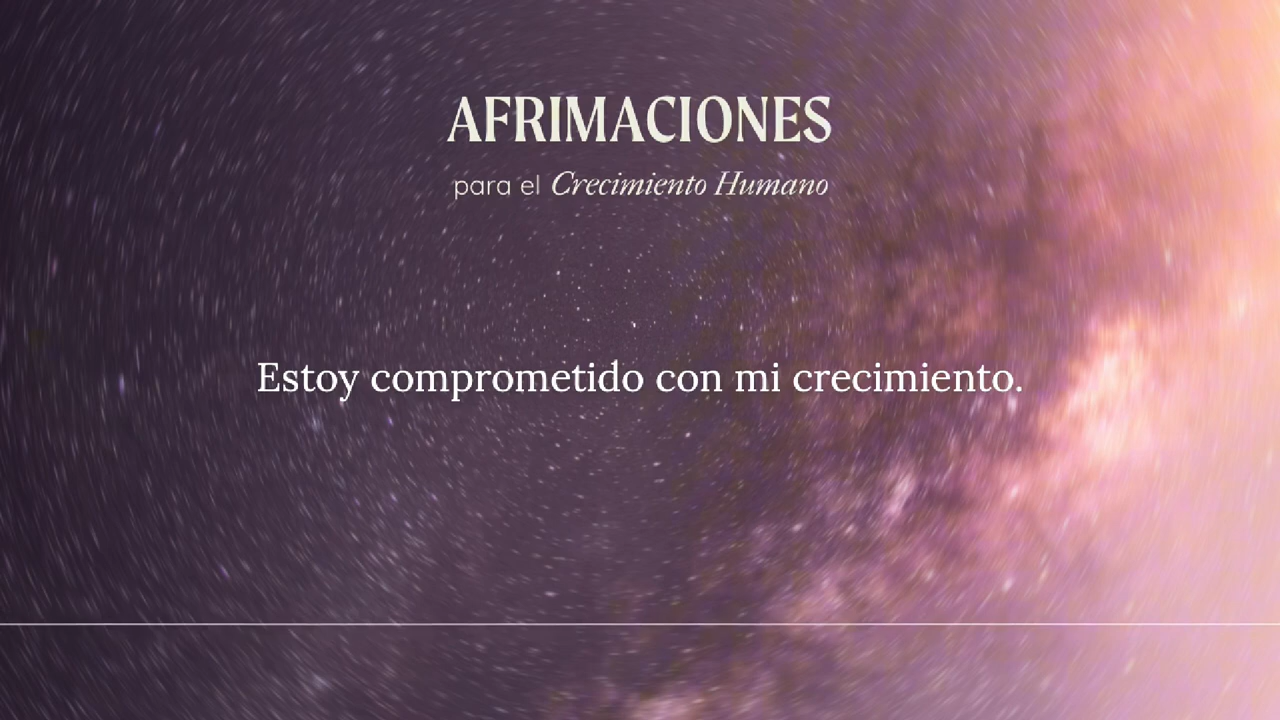 AFRIMACIONES
para el Crecimiento Humano
Estoy comprometido con mi crecimiento.